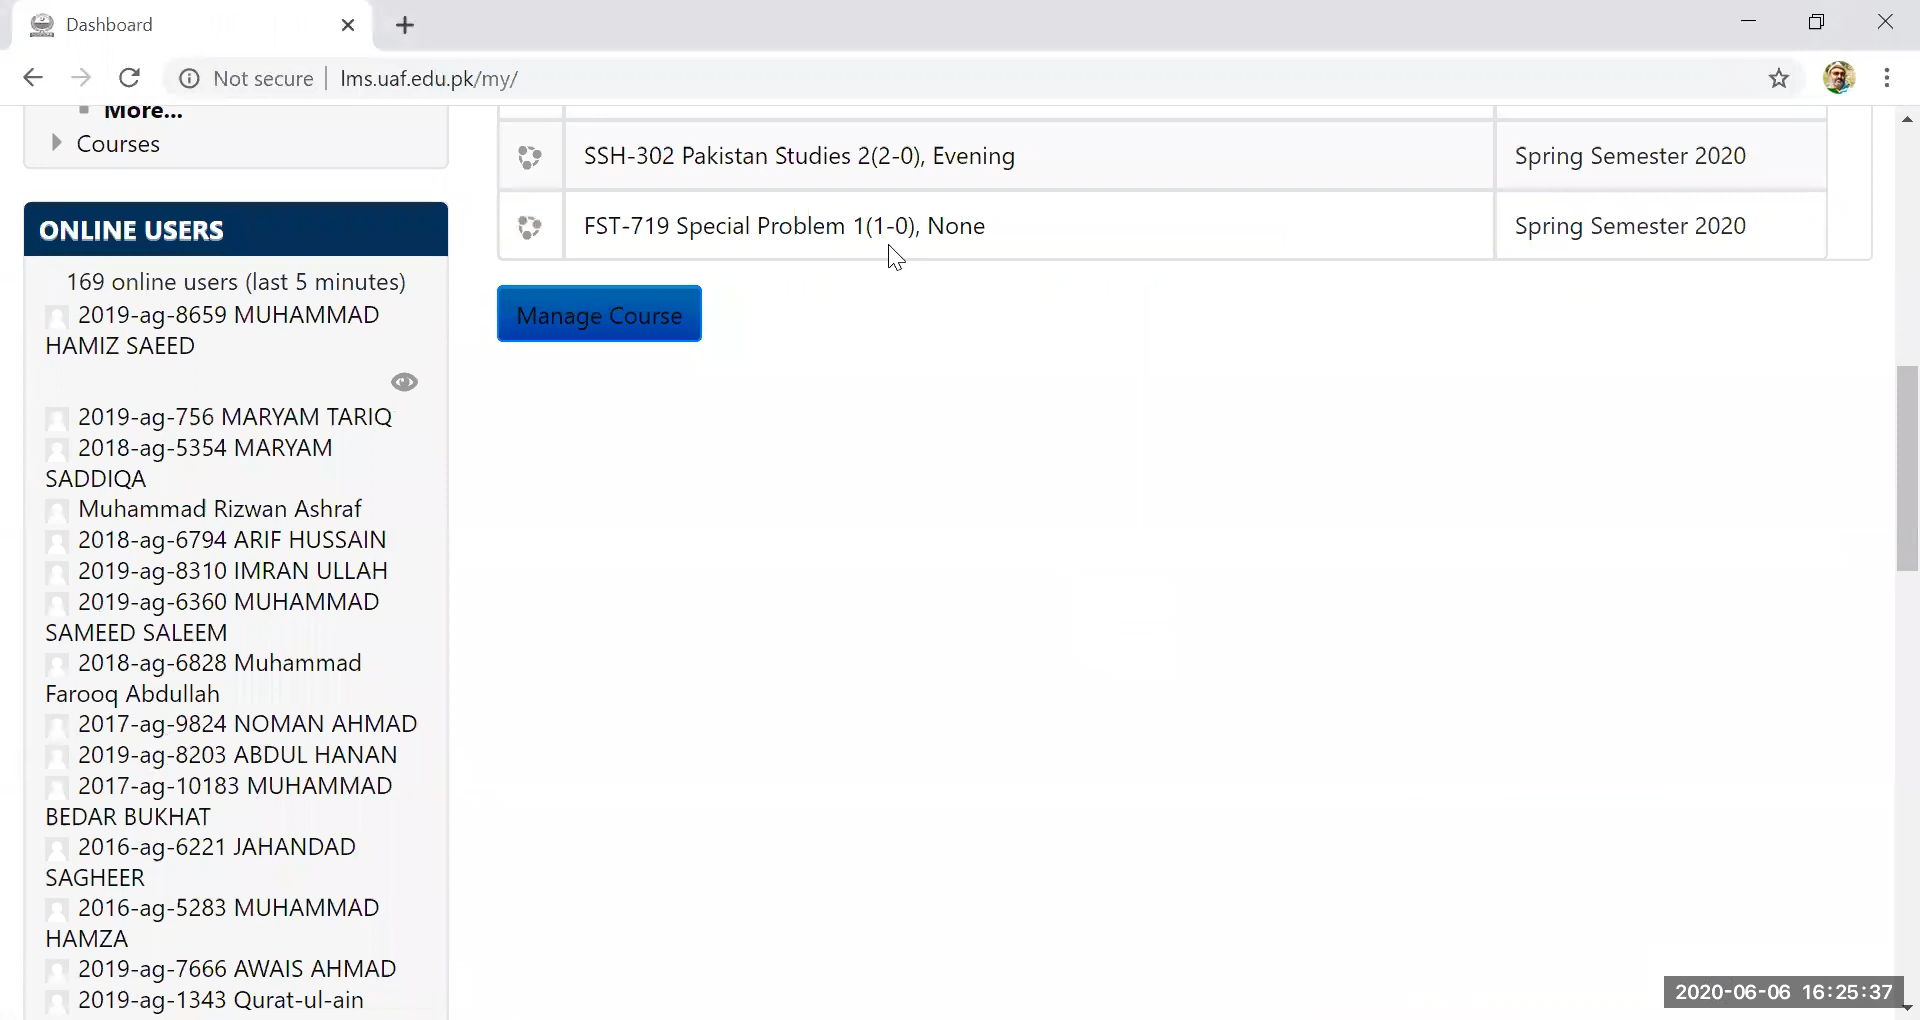 Dashboard
Not secure
lms.uaf.edu.pk/my/
More...
Courses
ONLINE USERS
169 online users (last 5 minutes)
2019-ag-8659 MUHAMMAD
HAMIZ SAEED
2019-ag-756 MARYAM TARIQ
2018-ag-5354 MARYAM
SADDIQA
Muhammad Rizwan Ashraf
2018-ag-6794 ARIF HUSSAIN
2019-ag-8310 IMRAN ULLAH
2019-ag-6360 MUHAMMAD
SAMEED SALEEM
2018-ag-6828 Muhammad
Farooq Abdullah
2017-ag-9824 NOMAN AHMAD
2019-ag-8203 ABDUL HANAN
2017-ag-10183 MUHAMMAD
BEDAR BUKHAT
2016-ag-6221 JAHANDAD
SAGHEER
2016-ag-5283 MUHAMMAD
HAMZA
2019-ag-7666 AWAIS AHMAD
2019-ag-1343 Qurat-ul-ain
SSH-302 Pakistan Studies 2(2-0), Evening
Spring Semester 2020
FST-719 Special Problem 1(1-0), None
Spring Semester 2020
Manage Course
2020-06-06 16:25:37